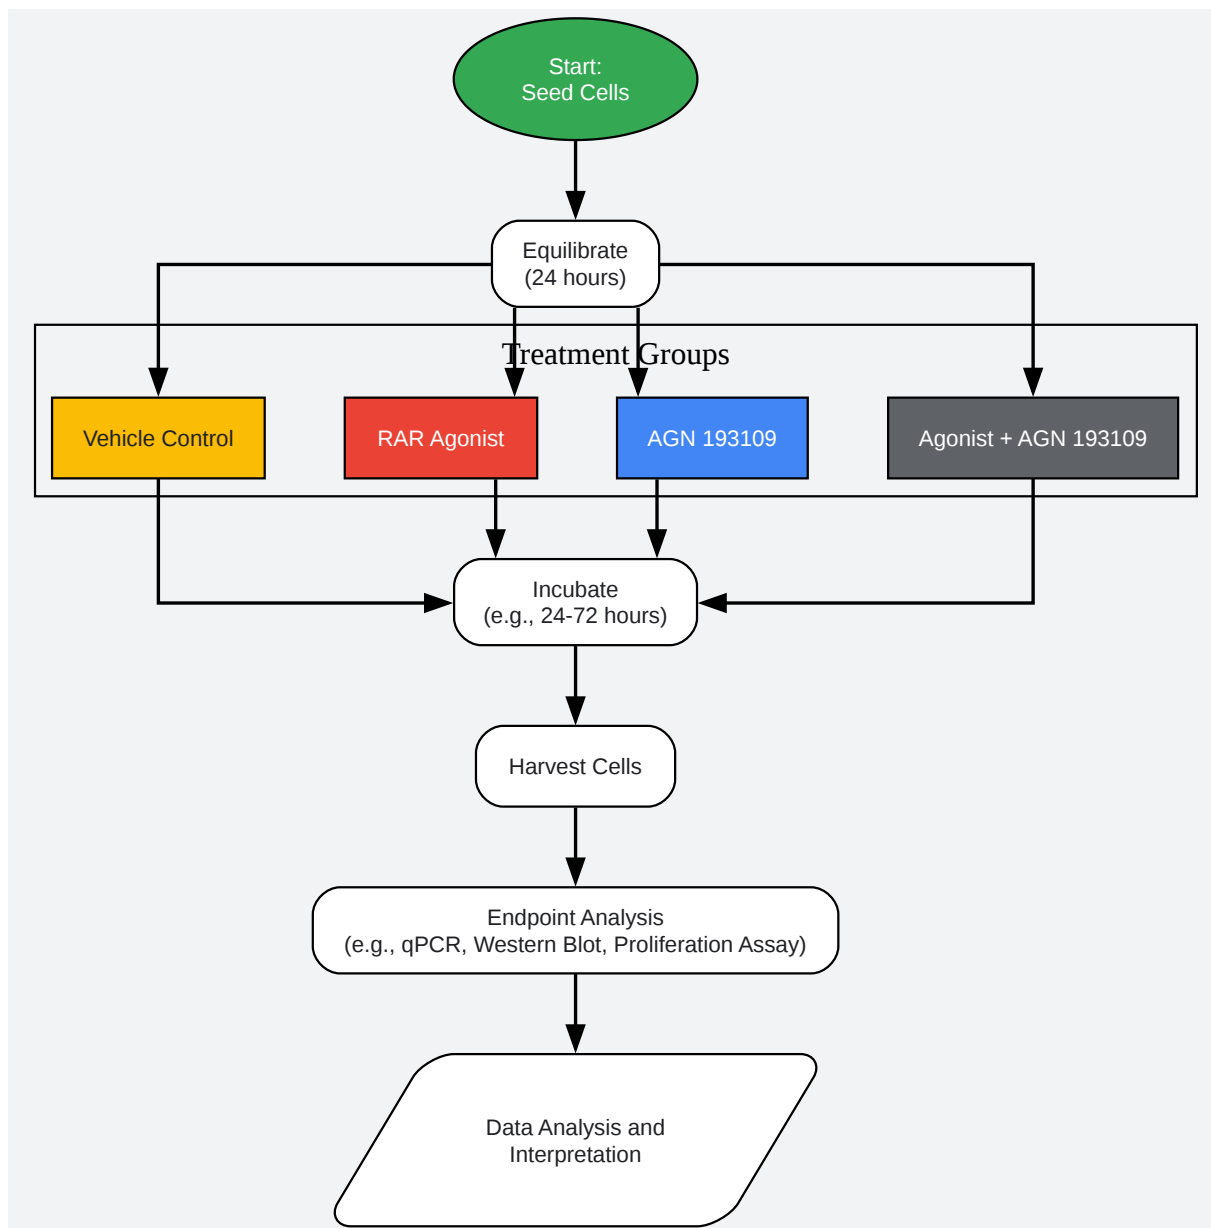 Start:
Seed Cells
Equilibrate
(24 hours)
Treatment Groups
Vehicle Control
RAR Agonist
AGN 193109
Agonist + AGN 193109
Incubate
(e.g., 24-72 hours)
Harvest Cells
Endpoint Analysis
(e.g., qPCR, Western Blot, Proliferation Assay)
Data Analysis and
Interpretation